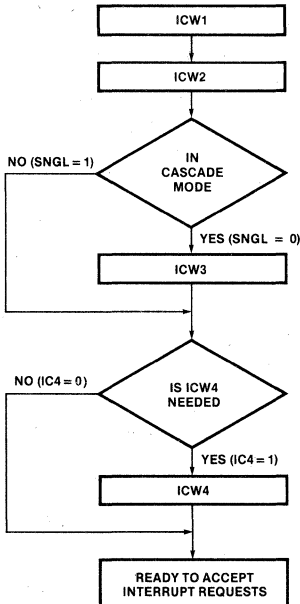 ICW1
ICW2
IN
CASCADE
MODE
NO (SNGL = 1)
YES (SNGL = 0)
ICW3
IS ICW4
NEEDED
NO (IC4 = 0)
YES (IC4 = 1)
ICW4
READY TO ACCEPT
INTERRUPT REQUESTS